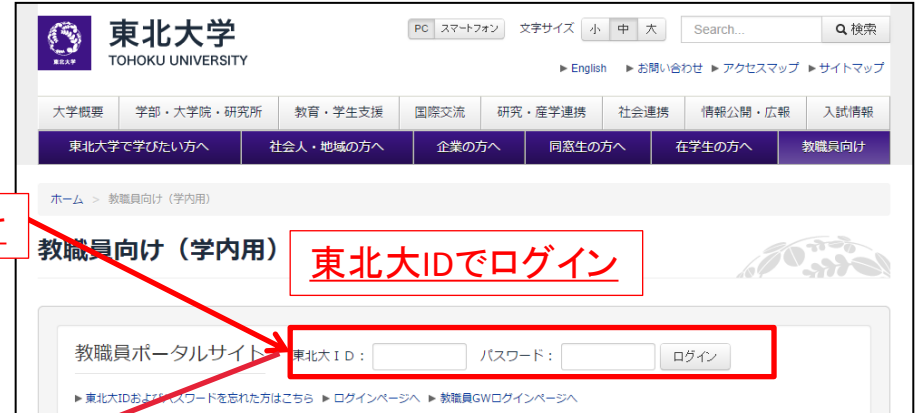 東北大学
TOHOKU UNIVERSITY
東北大学
PC スマートフォン 文字サイズ 小 中 大 Search... 検索
▶ English ▶ お問い合わせ ▶ アクセスマップ ▶ サイトマップ
大学概要 学部・大学院・研究所 教育・学生支援 国際交流 研究・産学連携 社会連携 情報公開・広報 入試情報
東北大学で学びたい方へ 社会人・地域の方へ 企業の方へ 同窓生の方へ 在学生の方へ 教職員向け
ホーム > 教職員向け（学内用）
教職員向け（学内用）
東北大IDでログイン
教職員ポータルサイト 東北大ＩＤ： パスワード： ログイン
▶ 東北大IDおよびパスワードを忘れた方はこちら ▶ ログインページへ ▶ 教職員GWログインページへ